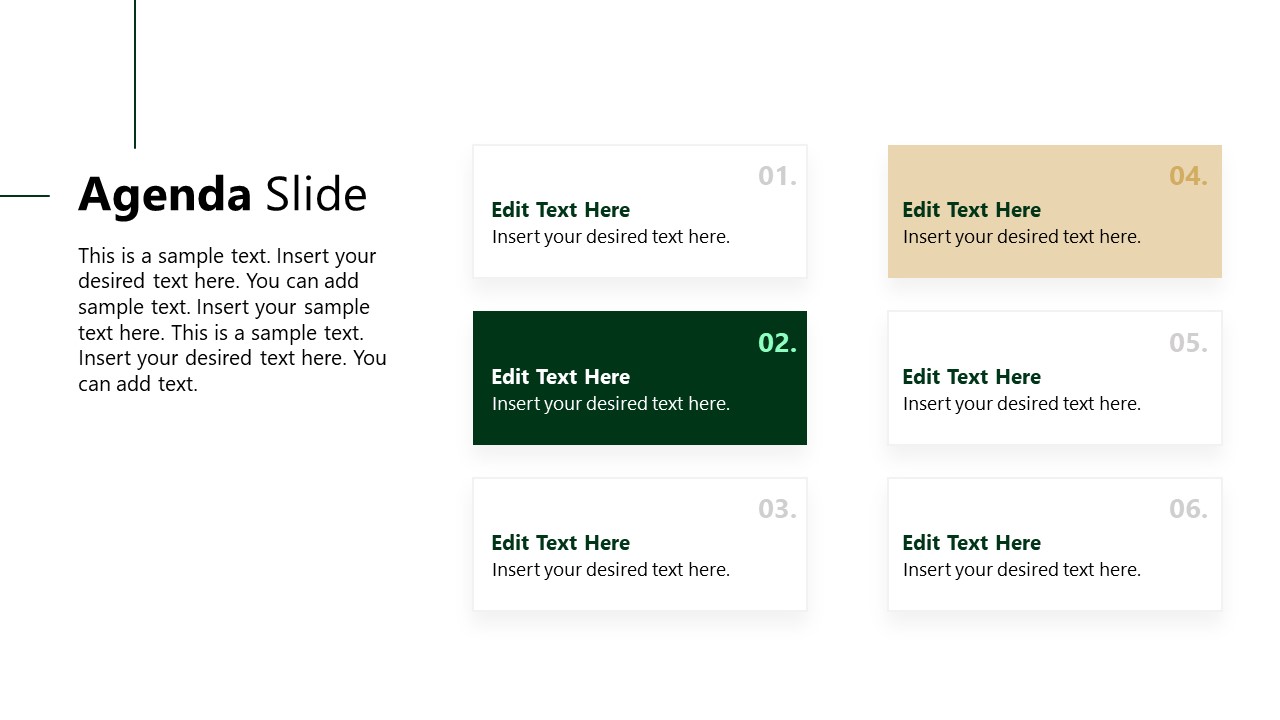 Agenda Slide
This is a sample text. Insert your
desired text here. You can add
sample text. Insert your sample
text here. This is a sample text.
Insert your desired text here. You
can add text.
01.
Edit Text Here
Insert your desired text here.
02.
Edit Text Here
Insert your desired text here.
03.
Edit Text Here
Insert your desired text here.
04.
Edit Text Here
Insert your desired text here.
05.
Edit Text Here
Insert your desired text here.
06.
Edit Text Here
Insert your desired text here.